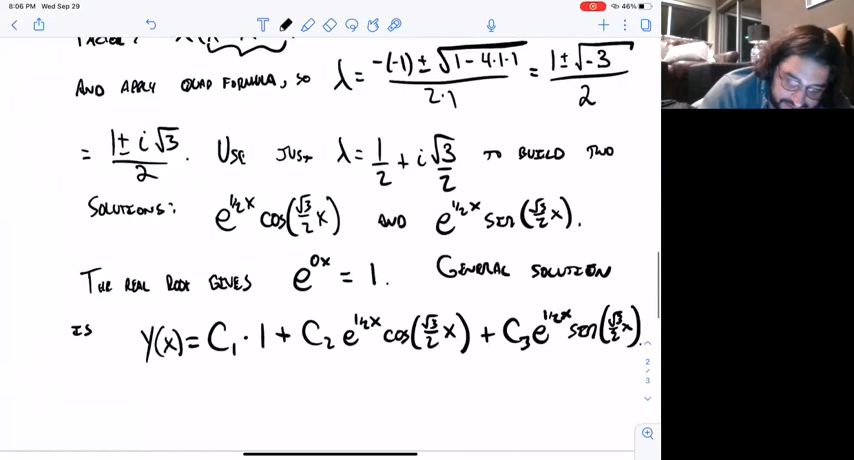 8:06 PM Wed Sep 29
46%
FACTOR:
AND APPLY QUAD FORMULA, SO λ = -(-1) ± √1 - 4·1·1 / 2·1 = 1 ± √-3 / 2
= 1 ± i√3 / 2. USE JUST λ = 1/2 + i√3/2 TO BUILD TWO
SOLUTIONS: e^1/2x cos(√3/2 x) AND e^1/2x sin(√3/2 x).
THE REAL ROOT GIVES e^0x = 1. GENERAL SOLUTION
IS y(x) = C₁·1 + C₂e^1/2x cos(√3/2 x) + C₃e^1/2x sin(√3/2 x).
2
/
3